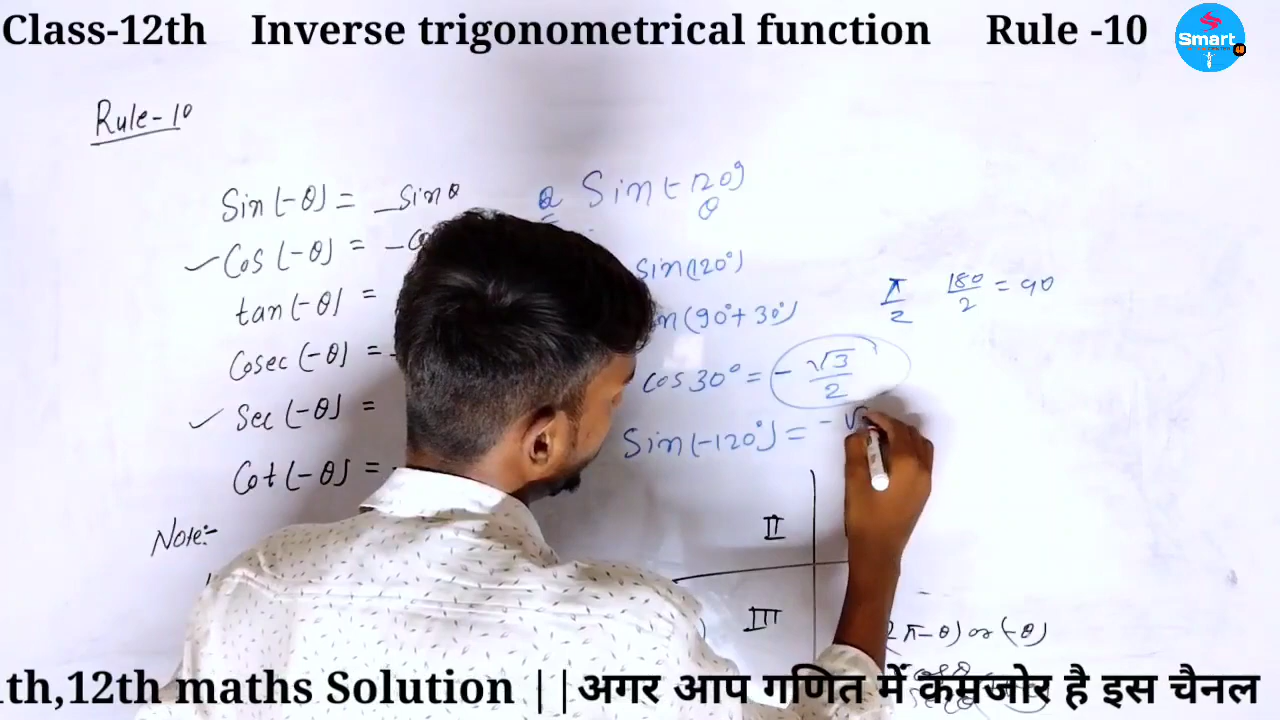 Class-12th Inverse trigonometrical function Rule -10
Smart
Rule-10
Sin(-θ) = -Sinθ
Cos(-θ) = -Co
tan(-θ) =
Cosec(-θ) =
Sec(-θ) =
Cot(-θ) =
Note:-
Q Sin(-120°)
θ
sin(120°)
(90°+30°)
cos30° = -√3/2
Sin(-120°) = -√
π/2 180/2 = 90
II
III
2π-θ) or (-θ)
th,12th maths Solution ||अगर आप गणित में कमजोर है इस चैनल